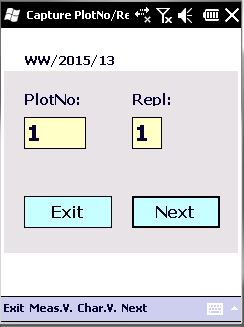 Capture PlotNo/Re
WW/2015/13
PlotNo: Repl:
1 1
Exit Next
Exit Meas.V. Char.V. Next